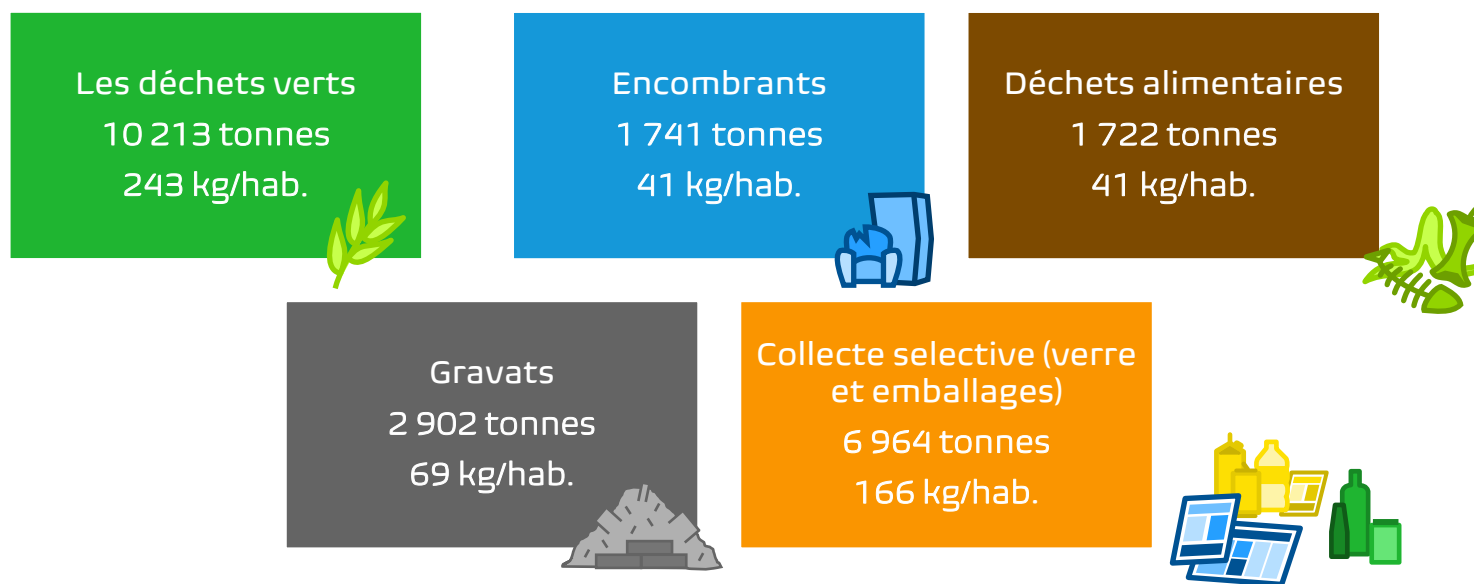 Les déchets verts
10 213 tonnes
243 kg/hab.
Encombrants
1 741 tonnes
41 kg/hab.
Déchets alimentaires
1 722 tonnes
41 kg/hab.
Gravats
2 902 tonnes
69 kg/hab.
Collecte selective (verre
et emballages)
6 964 tonnes
166 kg/hab.